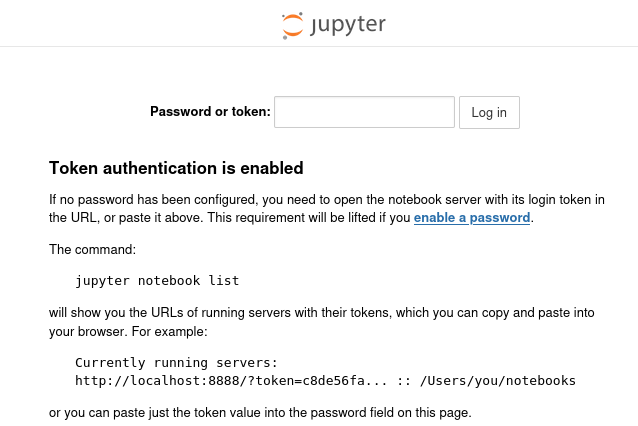 jupyter
Password or token: Log in
Token authentication is enabled
If no password has been configured, you need to open the notebook server with its login token in
the URL, or paste it above. This requirement will be lifted if you enable a password.
The command:
jupyter notebook list
will show you the URLs of running servers with their tokens, which you can copy and paste into
your browser. For example:
Currently running servers:
http://localhost:8888/?token=c8de56fa... :: /Users/you/notebooks
or you can paste just the token value into the password field on this page.